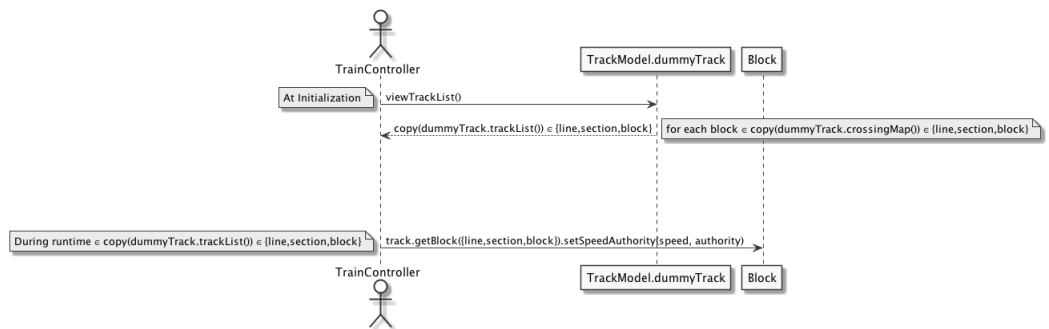 TrainController
TrackModel.dummyTrack
Block
At Initialization
viewTrackList()
copy(dummyTrack.trackList()) ∈ {line,section,block}
for each block ∈ copy(dummyTrack.crossingMap()) ∈ {line,section,block}
During runtime ∈ copy(dummyTrack.trackList()) ∈ {line,section,block}
track.getBlock({line,section,block}).setSpeedAuthority(speed, authority)
TrainController
TrackModel.dummyTrack
Block